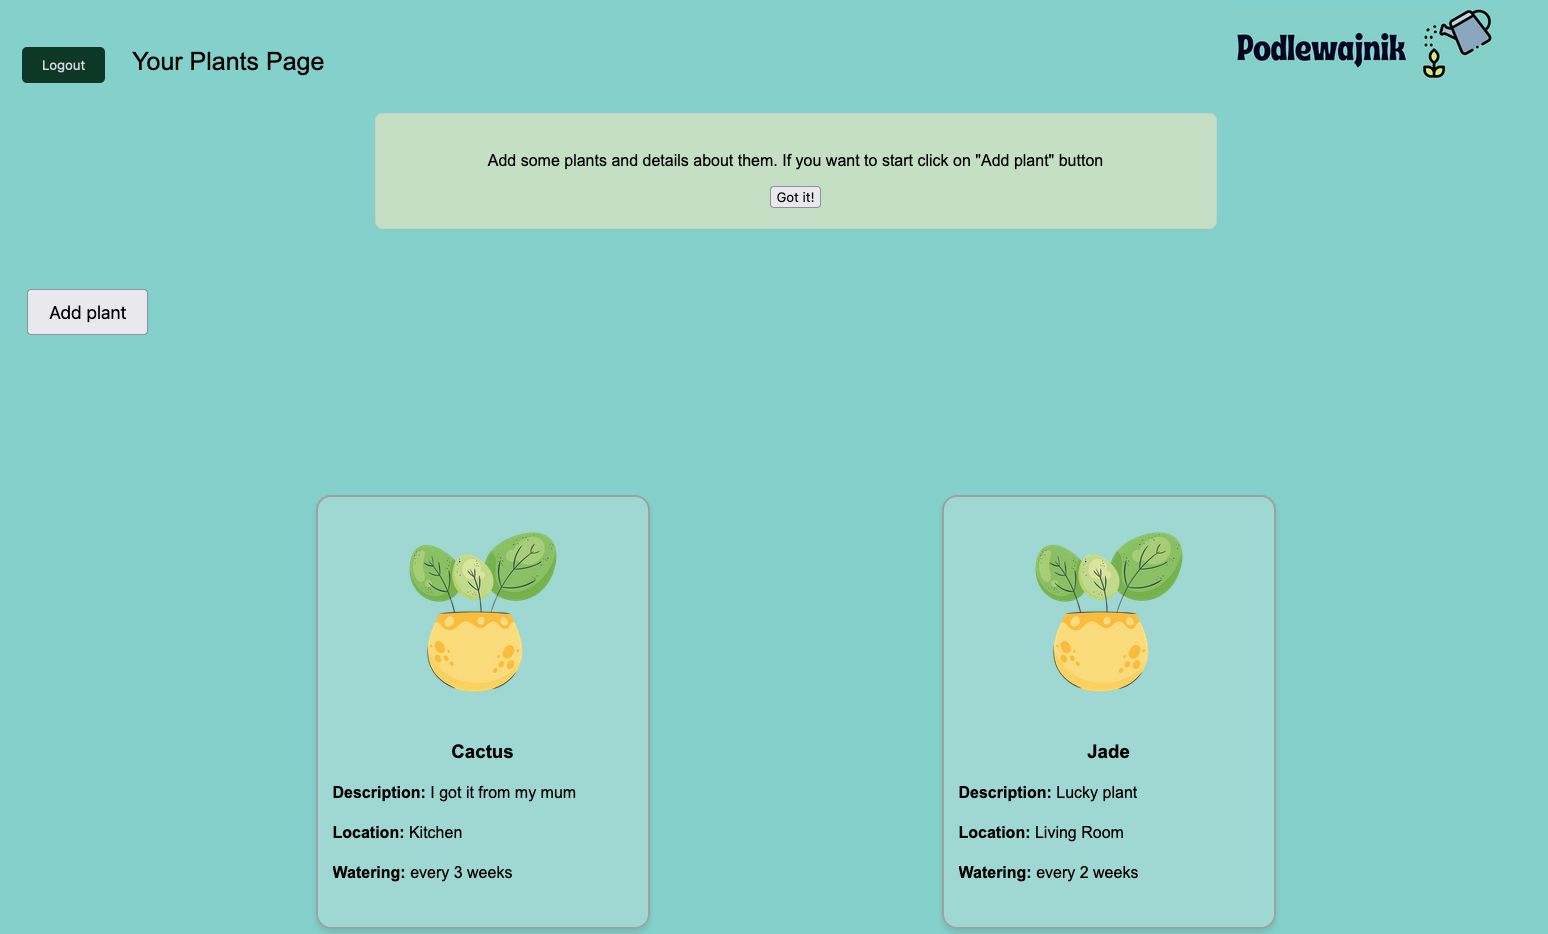 Logout
Your Plants Page
Podlewajnik
Add some plants and details about them. If you want to start click on "Add plant" button
Got it!
Add plant
Cactus
Description: I got it from my mum
Location: Kitchen
Watering: every 3 weeks
Jade
Description: Lucky plant
Location: Living Room
Watering: every 2 weeks